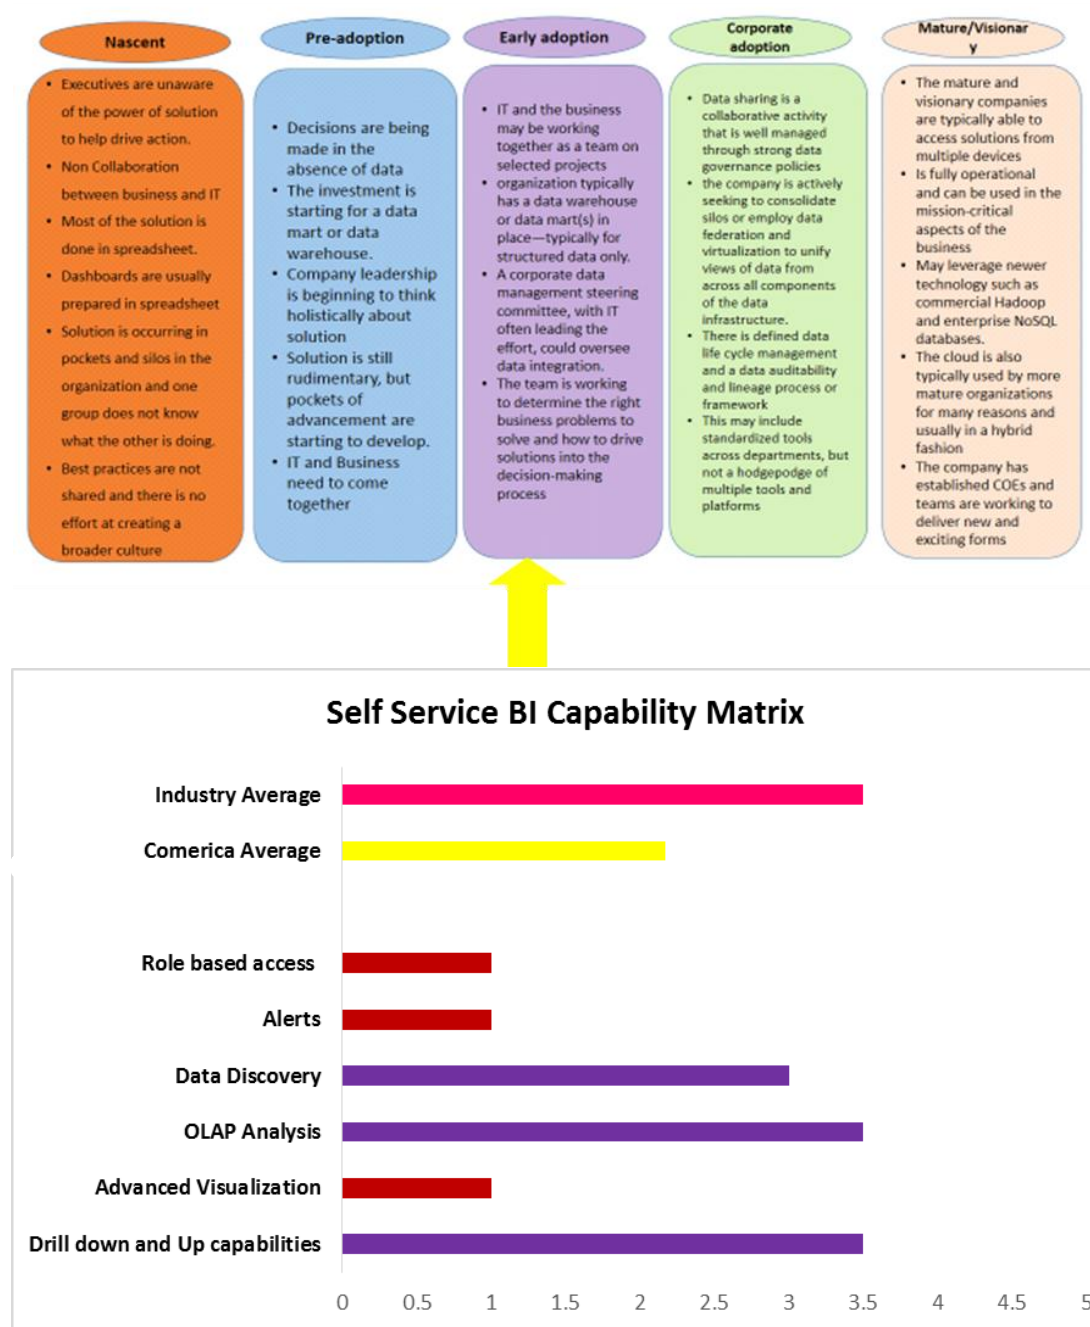 Nascent
• Executives are unaware
of the power of solution
to help drive action.
• Non Collaboration
between business and IT
• Most of the solution is
done in spreadsheet.
• Dashboards are usually
prepared in spreadsheet
• Solution is occurring in
pockets and silos in the
organization and one
group does not know
what the other is doing.
• Best practices are not
shared and there is no
effort at creating a
broader culture
Pre-adoption
• Decisions are being
made in the
absence of data
• The investment is
starting for a data
mart or data
warehouse.
• Company leadership
is beginning to think
holistically about
solution
• Solution is still
rudimentary, but
pockets of
advancement are
starting to develop.
• IT and Business
need to come
together
Early adoption
• IT and the business
may be working
together as a team on
selected projects
• organization typically
has a data warehouse
or data mart(s) in
place—typically for
structured data only.
• A corporate data
management steering
committee, with IT
often leading the
effort, could oversee
data integration.
• The team is working
to determine the right
business problems to
solve and how to drive
solutions into the
decision-making
process
Corporate
adoption
• Data sharing is a
collaborative activity
that is well managed
through strong data
governance policies
• the company is actively
seeking to consolidate
silos or employ data
federation and
virtualization to unify
views of data from
across all components
of the data
infrastructure.
• There is defined data
life cycle management
and a data auditability
and lineage process or
framework
• This may include
standardized tools
across departments, but
not a hodgepodge of
multiple tools and
platforms
Mature/Visionar
y
• The mature and
visionary companies
are typically able to
access solutions from
multiple devices
• Is fully operational
and can be used in the
mission-critical
aspects of the
business
• May leverage newer
technology such as
commercial Hadoop
and enterprise NoSQL
databases.
• The cloud is also
typically used by more
mature organizations
for many reasons and
usually in a hybrid
fashion
• The company has
established COEs and
teams are working to
deliver new and
exciting forms
Self Service BI Capability Matrix
Industry Average
Comerica Average
Role based access
Alerts
Data Discovery
OLAP Analysis
Advanced Visualization
Drill down and Up capabilities
0 0.5 1 1.5 2 2.5 3 3.5 4 4.5 5